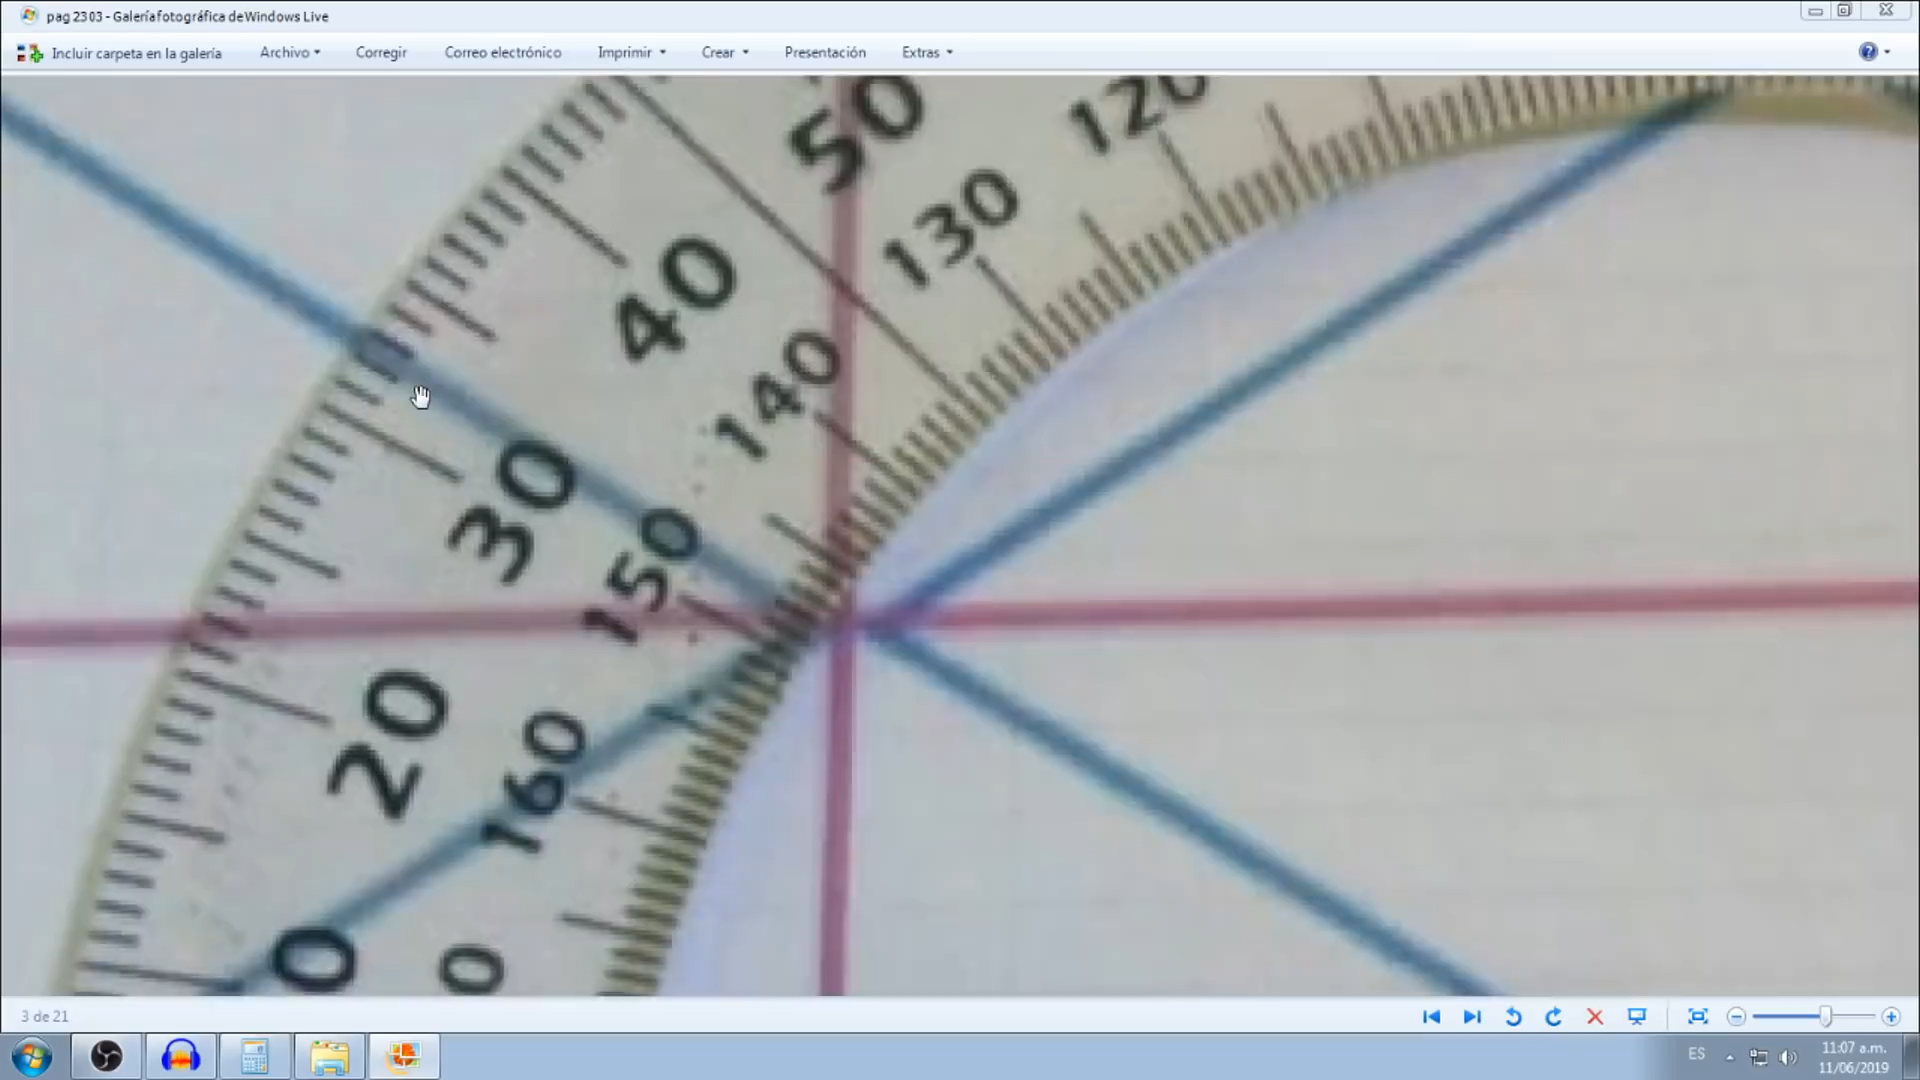 pag 2303 - Galería fotográfica de Windows Live
Incluir carpeta en la galería Archivo Corregir Correo electrónico Imprimir Crear Presentación Extras
50
120
130
40
140
30
150
20
160
0
0
3 de 21
ES
11:07 a.m.
11/06/2019